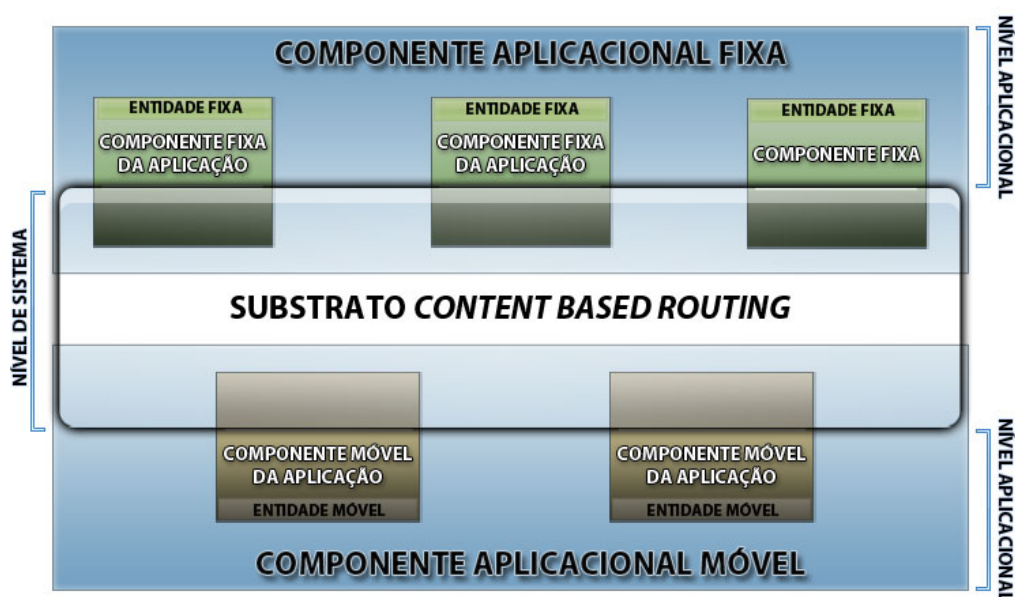 COMPONENTE APLICACIONAL FIXA
NÍVEL APLICACIONAL
ENTIDADE FIXA
COMPONENTE FIXA
DA APLICAÇÃO
ENTIDADE FIXA
COMPONENTE FIXA
DA APLICAÇÃO
ENTIDADE FIXA
COMPONENTE FIXA
NÍVEL DE SISTEMA
SUBSTRATO CONTENT BASED ROUTING
COMPONENTE MÓVEL
DA APLICAÇÃO
ENTIDADE MÓVEL
COMPONENTE MÓVEL
DA APLICAÇÃO
ENTIDADE MÓVEL
NÍVEL APLICACIONAL
COMPONENTE APLICACIONAL MÓVEL